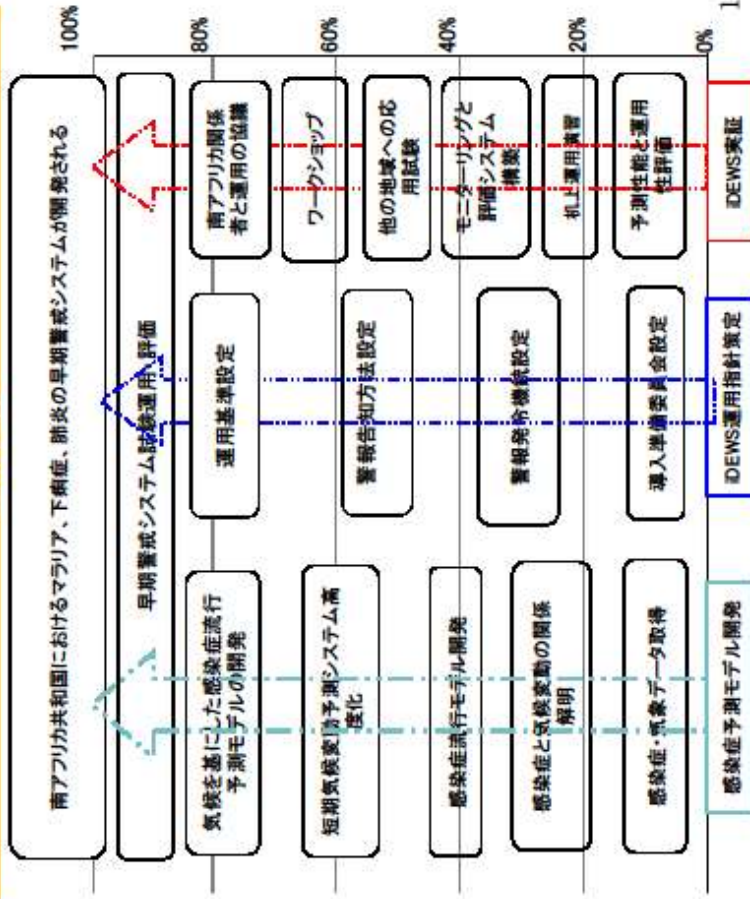 100%
80%
60%
40%
20%
0%
南アフリカ共和国におけるマラリア、下痢症、肺炎の早期警戒システムが開発される
早期警戒システム試験運用、評価
気候を基にした感染症流行
予測モデルの開発
短期気候変動予測システム高
度化
感染症流行モデル開発
感染症と気候変動の関係
解明
感染症・気象データ取得
感染症予測モデル開発
運用基準設定
警報告知方法設定
警報発令機能設定
導入準備委員会設定
iDEWS運用指針策定
南アフリカ関係
者と運用の協議
ワークショップ
他の地域への応
用試験
モニターリングと
評価システム
構築
机上運用演習
予測性能と運用
性評価
iDEWS実証
1